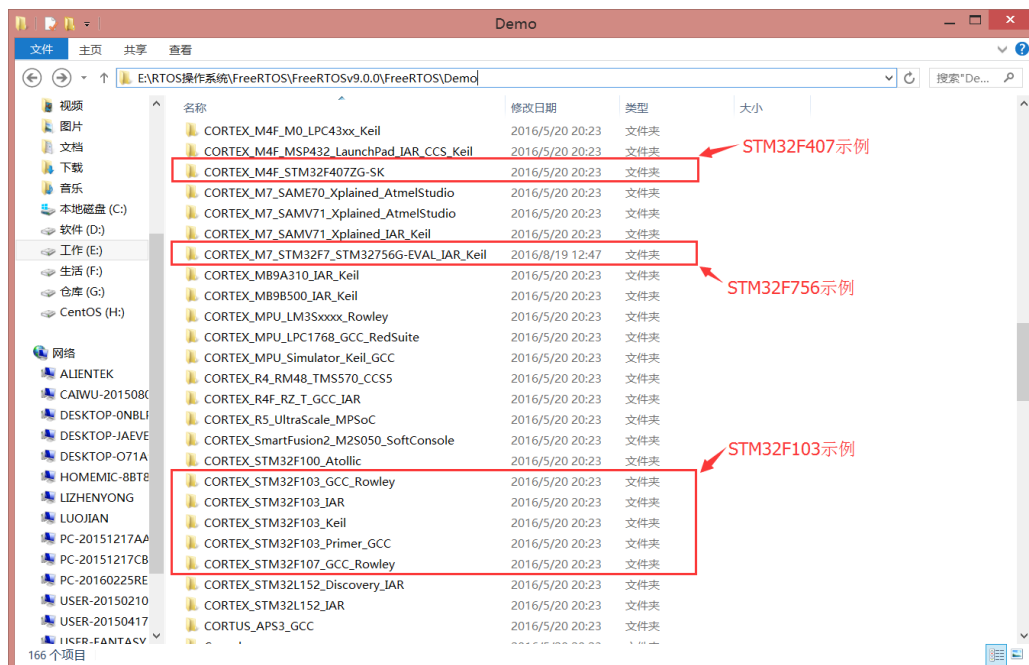 Demo
文件 主页 共享 查看
E:\RTOS操作系统\FreeRTOS\FreeRTOSv9.0.0\FreeRTOS\Demo 搜索"De...
视频
图片
文档
下载
音乐
本地磁盘 (C:)
软件 (D:)
工作 (E:)
生活 (F:)
仓库 (G:)
CentOS (H:)
网络
ALIENTEK
CAIWU-2015080
DESKTOP-0NBLF
DESKTOP-JAEVE
DESKTOP-O71A
HOMEMIC-8BT8
LIZHENYONG
LUOJIAN
PC-20151217AA
PC-20151217CB
PC-20160225RE
USER-20150210
USER-20150417
USER-FANTASY
名称 修改日期 类型 大小
CORTEX_M4F_M0_LPC43xx_Keil 2016/5/20 20:23 文件夹
CORTEX_M4F_MSP432_LaunchPad_IAR_CCS_Keil 2016/5/20 20:23 文件夹
CORTEX_M4F_STM32F407ZG-SK 2016/5/20 20:23 文件夹
CORTEX_M7_SAME70_Xplained_AtmelStudio 2016/5/20 20:23 文件夹
CORTEX_M7_SAMV71_Xplained_AtmelStudio 2016/5/20 20:23 文件夹
CORTEX_M7_SAMV71_Xplained_IAR_Keil 2016/5/20 20:23 文件夹
CORTEX_M7_STM32F7_STM32756G-EVAL_IAR_Keil 2016/8/19 12:47 文件夹
CORTEX_MB9A310_IAR_Keil 2016/5/20 20:23 文件夹
CORTEX_MB9B500_IAR_Keil 2016/5/20 20:23 文件夹
CORTEX_MPU_LM3Sxxxx_Rowley 2016/5/20 20:23 文件夹
CORTEX_MPU_LPC1768_GCC_RedSuite 2016/5/20 20:23 文件夹
CORTEX_MPU_Simulator_Keil_GCC 2016/5/20 20:23 文件夹
CORTEX_R4_RM48_TMS570_CCS5 2016/5/20 20:23 文件夹
CORTEX_R4F_RZ_T_GCC_IAR 2016/5/20 20:23 文件夹
CORTEX_R5_UltraScale_MPSoC 2016/5/20 20:23 文件夹
CORTEX_SmartFusion2_M2S050_SoftConsole 2016/5/20 20:23 文件夹
CORTEX_STM32F100_Atollic 2016/5/20 20:23 文件夹
CORTEX_STM32F103_GCC_Rowley 2016/5/20 20:23 文件夹
CORTEX_STM32F103_IAR 2016/5/20 20:23 文件夹
CORTEX_STM32F103_Keil 2016/5/20 20:23 文件夹
CORTEX_STM32F103_Primer_GCC 2016/5/20 20:23 文件夹
CORTEX_STM32F107_GCC_Rowley 2016/5/20 20:23 文件夹
CORTEX_STM32L152_Discovery_IAR 2016/5/20 20:23 文件夹
CORTEX_STM32L152_IAR 2016/5/20 20:23 文件夹
CORTUS_APS3_GCC 2016/5/20 20:23 文件夹
STM32F407示例
STM32F756示例
STM32F103示例
166 个项目